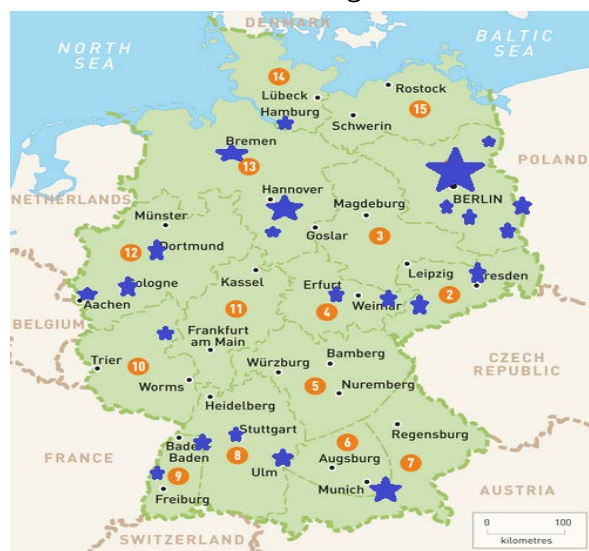 DENMARK
NORTH
SEA
BALTIC
SEA
14
Lübeck
Rostock
15
Hamburg
Schwerin
Bremen
13
POLAND
NETHERLANDS
Hannover
BERLIN
Münster
Magdeburg
3
Goslar
12
Dortmund
Kassel
Leipzig
Cologne
Erfurt
Dresden
2
Aachen
11
4
Weimar
BELGIUM
Frankfurt
am Main
10
Trier
Würzburg
Bamberg
CZECH
REPUBLIC
Worms
5
Nuremberg
Heidelberg
Stuttgart
Regensburg
Baden
Baden
8
6
7
FRANCE
9
Ulm
Augsburg
Freiburg
Munich
AUSTRIA
SWITZERLAND
0 100
kilometres